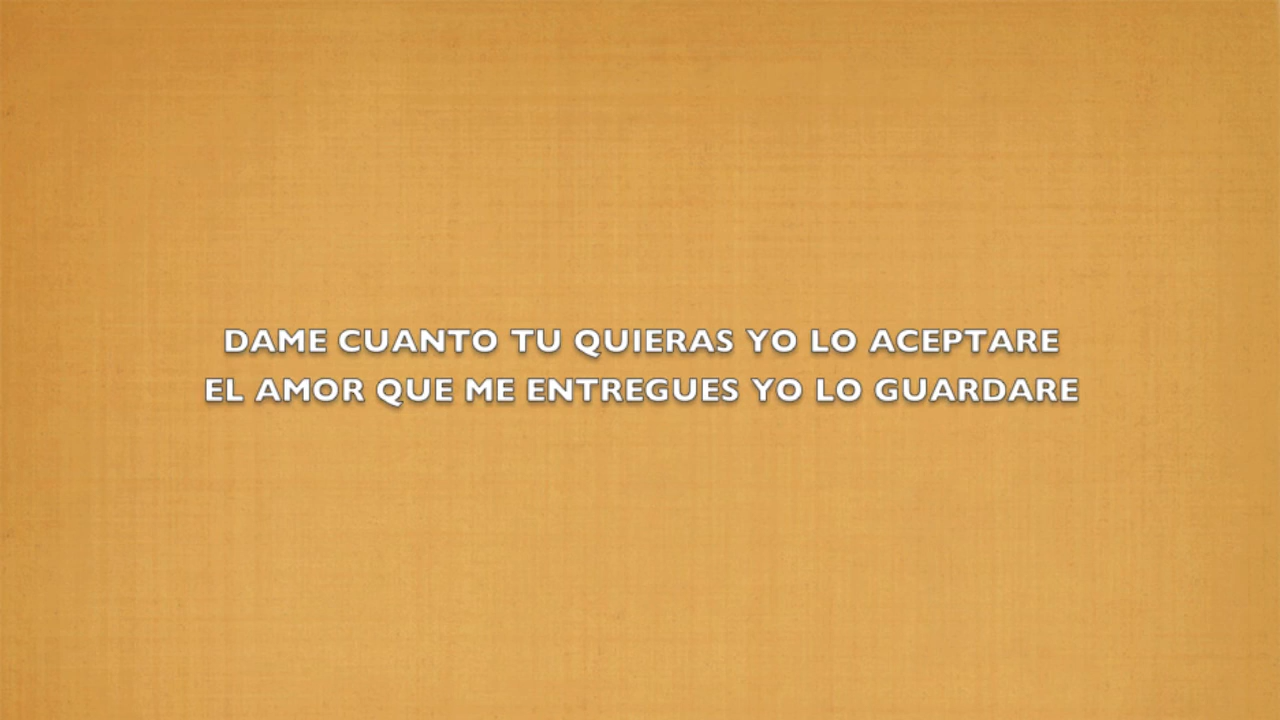 DAME CUANTO TU QUIERAS YO LO ACEPTARE
EL AMOR QUE ME ENTREGUES YO LO GUARDARE